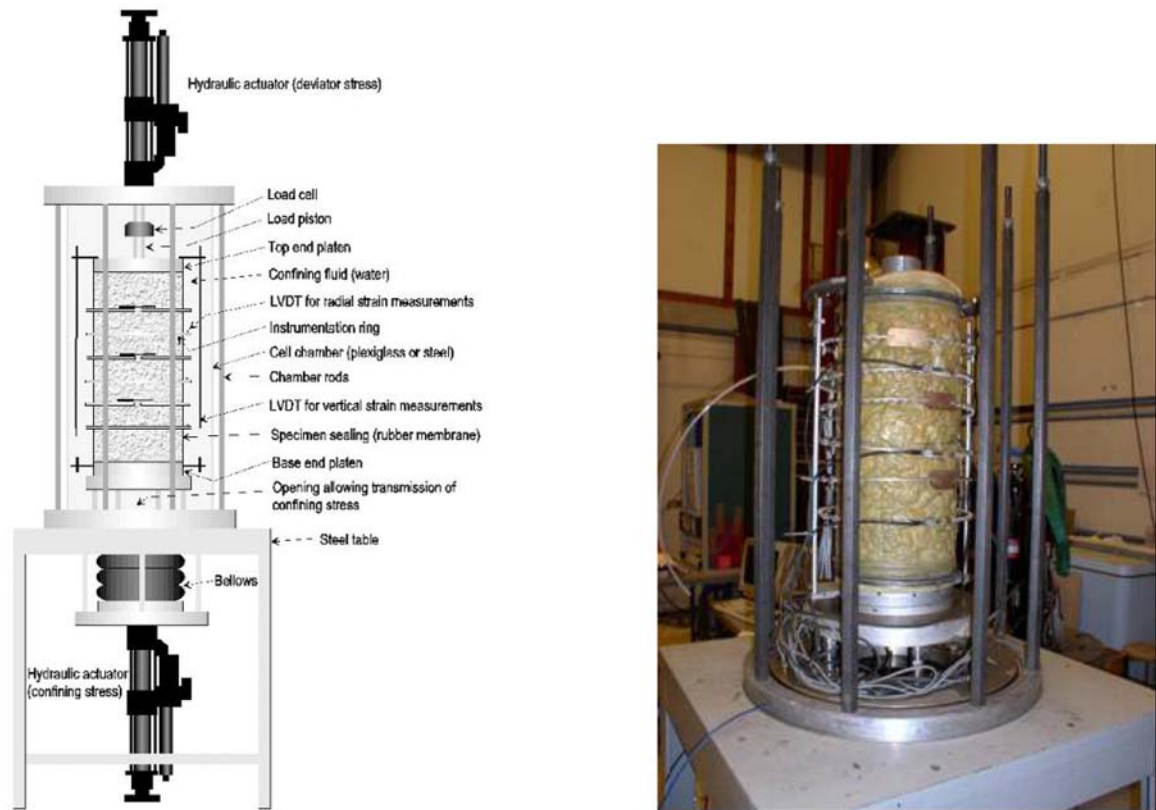 Hydraulic actuator (deviator stress)
Load cell
Load piston
Top end platen
Confining fluid (water)
LVDT for radial strain measurements
Instrumentation ring
Cell chamber (plexiglass or steel)
Chamber rods
LVDT for vertical strain measurements
Specimen sealing (rubber membrane)
Base end platen
Opening allowing transmission of
confining stress
Steel table
Bellows
Hydraulic actuator
(confining stress)